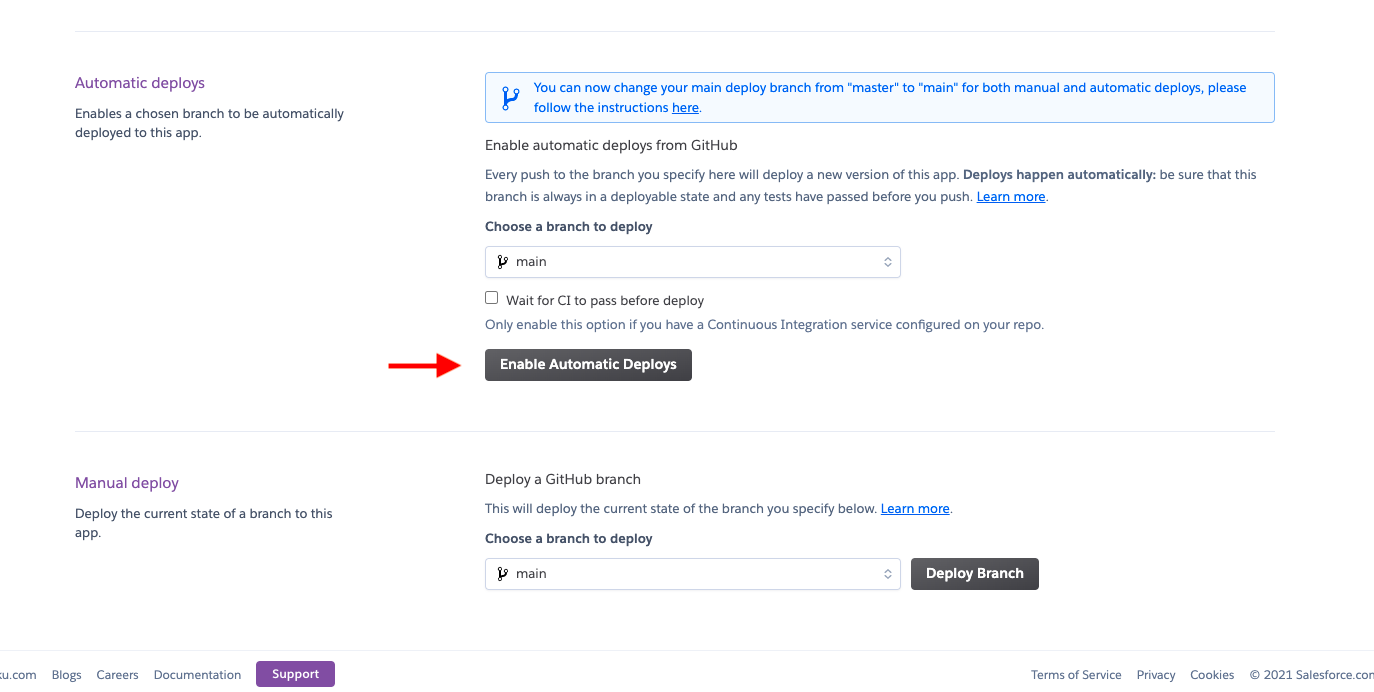 Automatic deploys
Enables a chosen branch to be automatically
deployed to this app.
You can now change your main deploy branch from "master" to "main" for both manual and automatic deploys, please
follow the instructions here.
Enable automatic deploys from GitHub
Every push to the branch you specify here will deploy a new version of this app. Deploys happen automatically: be sure that this
branch is always in a deployable state and any tests have passed before you push. Learn more.
Choose a branch to deploy
main
Wait for CI to pass before deploy
Only enable this option if you have a Continuous Integration service configured on your repo.
Enable Automatic Deploys
Manual deploy
Deploy the current state of a branch to this
app.
Deploy a GitHub branch
This will deploy the current state of the branch you specify below. Learn more.
Choose a branch to deploy
main
Deploy Branch
ku.com Blogs Careers Documentation Support Terms of Service Privacy Cookies © 2021 Salesforce.com